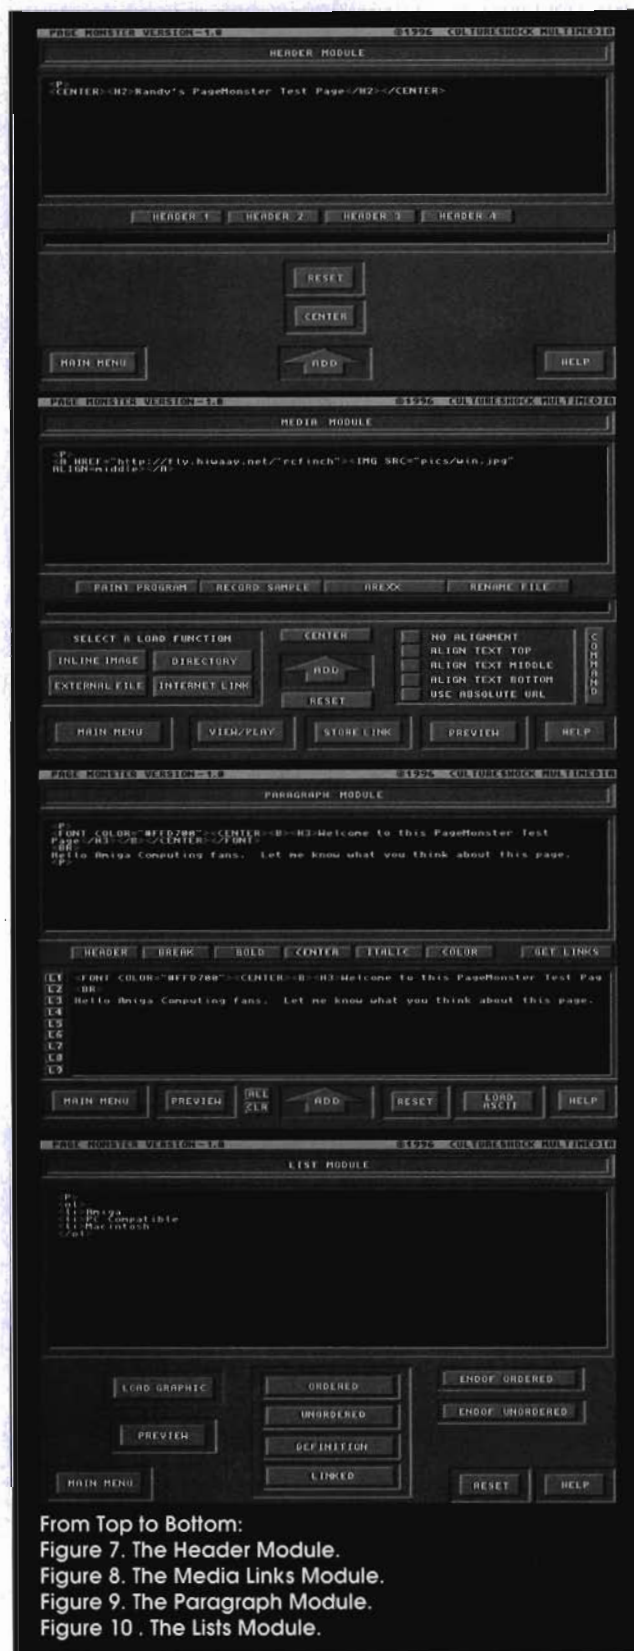 PAGE MONSTER VERSION-1.0 ©1996 CULTURESHOCK MULTIMEDIA
HEADER MODULE
<P>
<CENTER><H2>Randy's PageMonster Test Page</H2></CENTER>
HEADER 1 HEADER 2 HEADER 3 HEADER 4
RESET
CENTER
MAIN MENU ADD HELP
PAGE MONSTER VERSION-1.0 ©1996 CULTURESHOCK MULTIMEDIA
MEDIA MODULE
<P>
<A HREF="http://fly.hiwaay.net/~rcfinch"><IMG SRC="pics/win.jpg"
ALIGN=middle></A>
PAINT PROGRAM RECORD SAMPLE AREXX RENAME FILE
SELECT A LOAD FUNCTION CENTER NO ALIGNMENT
ALIGN TEXT TOP
INLINE IMAGE DIRECTORY ADD ALIGN TEXT MIDDLE
EXTERNAL FILE INTERNET LINK ALIGN TEXT BOTTOM
RESET USE ABSOLUTE URL
COMMAND
MAIN MENU VIEW/PLAY STORE LINK PREVIEW HELP
PAGE MONSTER VERSION-1.0 ©1996 CULTURESHOCK MULTIMEDIA
PARAGRAPH MODULE
<P>
<FONT COLOR="#FFD700"><CENTER><B><H3>Welcome to this PageMonster Test
Page</H3></B></CENTER></FONT>
<BR>
Hello Amiga Computing fans. Let me know what you think about this page.
<P>
HEADER BREAK BOLD CENTER ITALIC COLOR GET LINKS
L1 <FONT COLOR="#FFD700"><CENTER><B><H3>Welcome to this PageMonster Test Pag
L2 <BR>
L3 Hello Amiga Computing fans. Let me know what you think about this page.
L4
L5
L6
L7
L8
L9
MAIN MENU PREVIEW ALL CLR ADD RESET LOAD ASCII HELP
PAGE MONSTER VERSION-1.0 ©1996 CULTURESHOCK MULTIMEDIA
LIST MODULE
<P>
<ol>
<li>Amiga
<li>PC Compatible
<li>Macintosh
</ol>
LOAD GRAPHIC ORDERED ENDOF ORDERED
UNORDERED ENDOF UNORDERED
PREVIEW
DEFINITION
MAIN MENU LINKED RESET HELP
From Top to Bottom:
Figure 7. The Header Module.
Figure 8. The Media Links Module.
Figure 9. The Paragraph Module.
Figure 10 . The Lists Module.